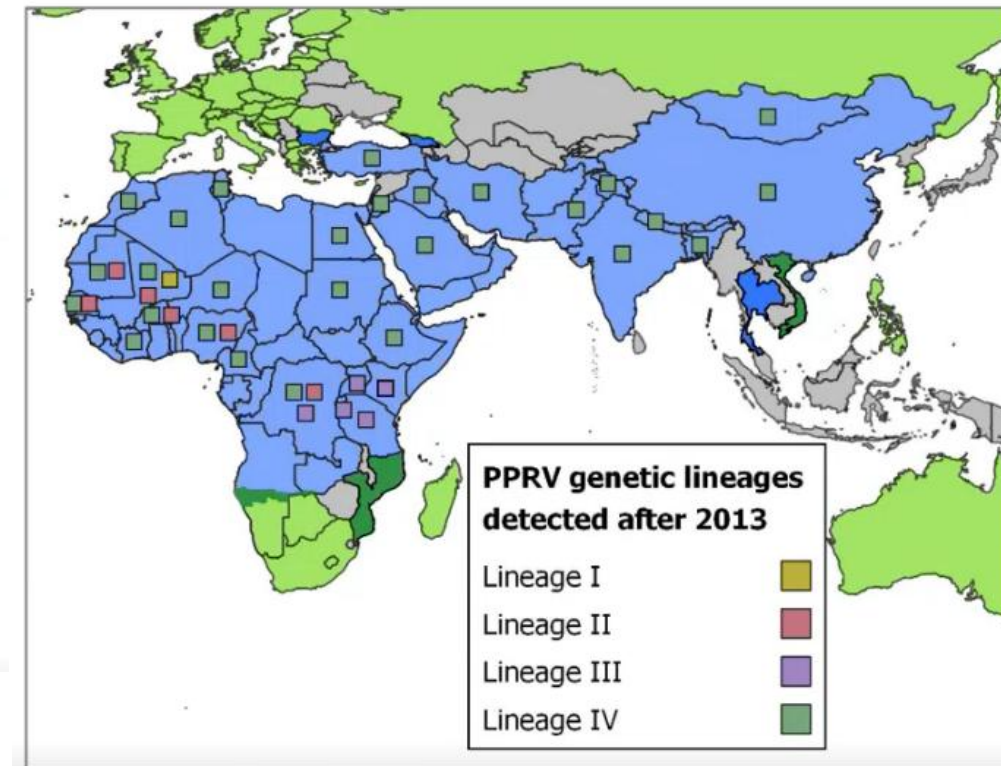 PPRV genetic lineages
detected after 2013
Lineage I
Lineage II
Lineage III
Lineage IV